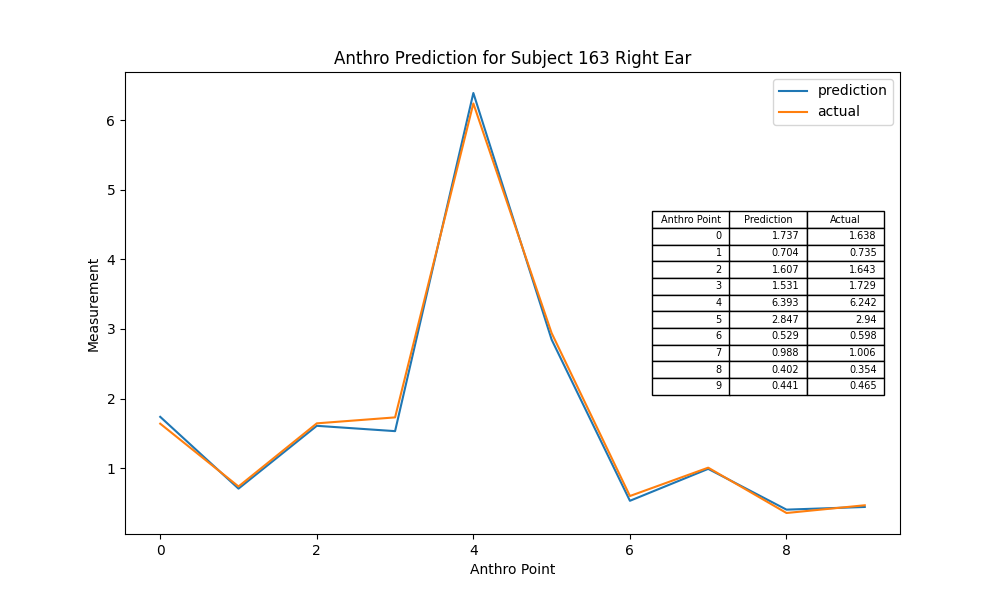 Anthro Prediction for Subject 163 Right Ear
prediction
actual
6
5
4
3
2
1
Measurement
Anthro Point Prediction Actual
0 1.737 1.638
1 0.704 0.735
2 1.607 1.643
3 1.531 1.729
4 6.393 6.242
5 2.847 2.94
6 0.529 0.598
7 0.988 1.006
8 0.402 0.354
9 0.441 0.465
0 2 4 6 8
Anthro Point